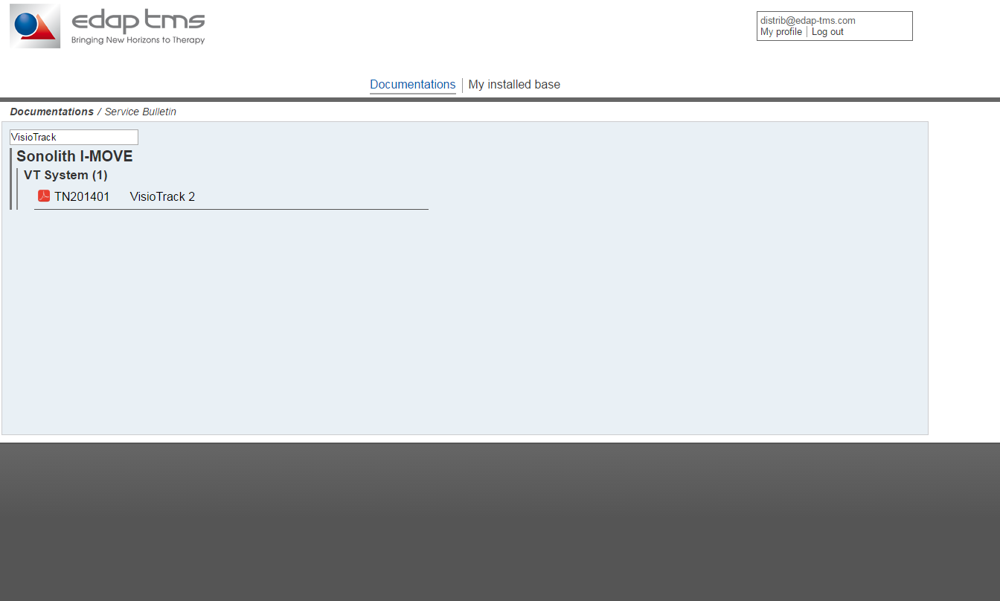 edap tms
Bringing New Horizons to Therapy
distrib@edap-tms.com
My profile | Log out
Documentations | My installed base
Documentations / Service Bulletin
VisioTrack
Sonolith I-MOVE
VT System (1)
TN201401 VisioTrack 2